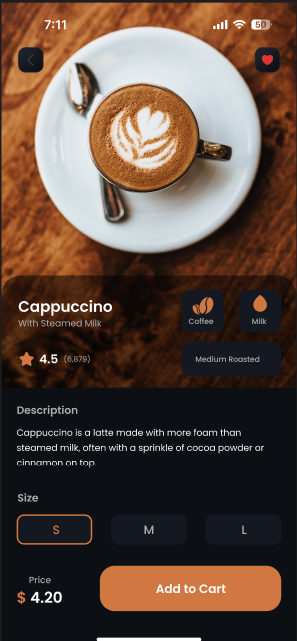 7:11
50
Cappuccino
With Steamed Milk
Coffee
Milk
4.5 (6,879)
Medium Roasted
Description
Cappuccino is a latte made with more foam than
steamed milk, often with a sprinkle of cocoa powder or
cinnamon on top.
Size
S
M
L
Price
$ 4.20
Add to Cart